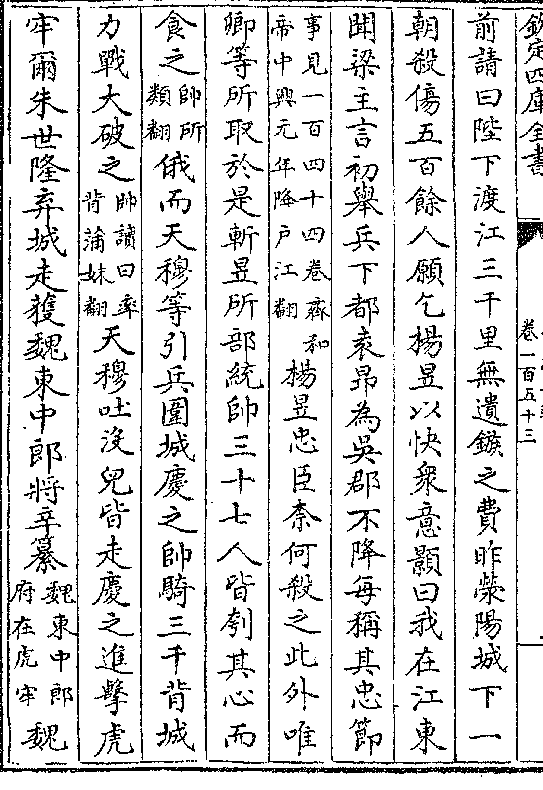 欽定四庫全書
卷一百五十三
前請曰陛下渡江三千里無遺鏃之費昨滎陽城下一
朝殺傷五百餘人願乞楊昱以快衆意顥曰我在江東
聞梁主言初舉兵下都袁昂為吳郡不降每稱其忠節
事見一百四十四卷齊和
帝中興元年降户江翻
楊昱忠臣柰何殺之此外唯
卿等所取於是斬昱所部統帥三十七人皆刳其心而
食之
帥所
類翻
俄而天穆等引兵圍城慶之帥騎三千背城
力戰大破之
帥讀曰率
背蒲妹翻
天穆吐没兒皆走慶之進擊虎
牢爾朱世隆弃城走獲魏東中郎將辛纂
魏東中郎
府在虎牢
魏